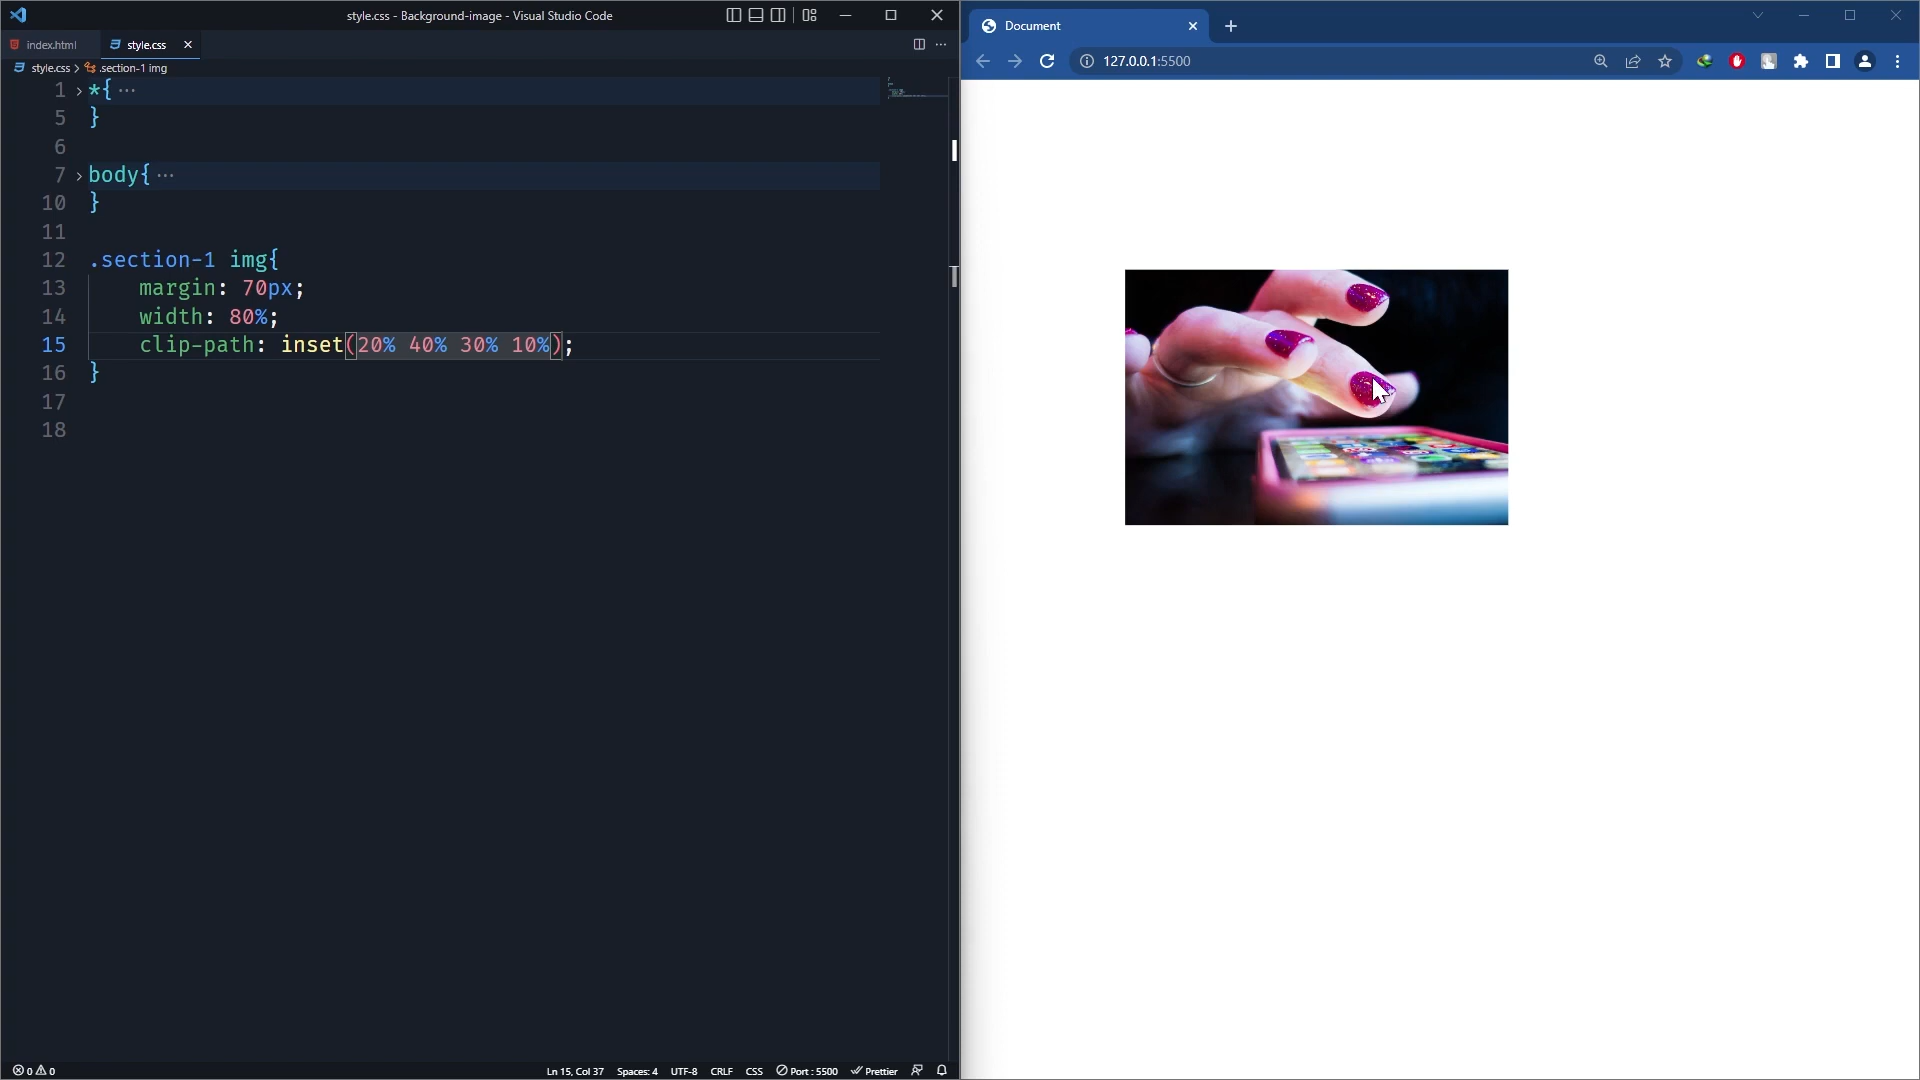 style.css - Background-image - Visual Studio Code
index.html
style.css
style.css > .section-1 img
1 *{ ···
5 }
6
7 body{ ···
10 }
11
12 .section-1 img{
13 margin: 70px;
14 width: 80%;
15 clip-path: inset(20% 40% 30% 10%);
16 }
17
18
0 0
Ln 15, Col 37 Spaces: 4 UTF-8 CRLF CSS Port : 5500 Prettier
Document
127.0.0.1:5500